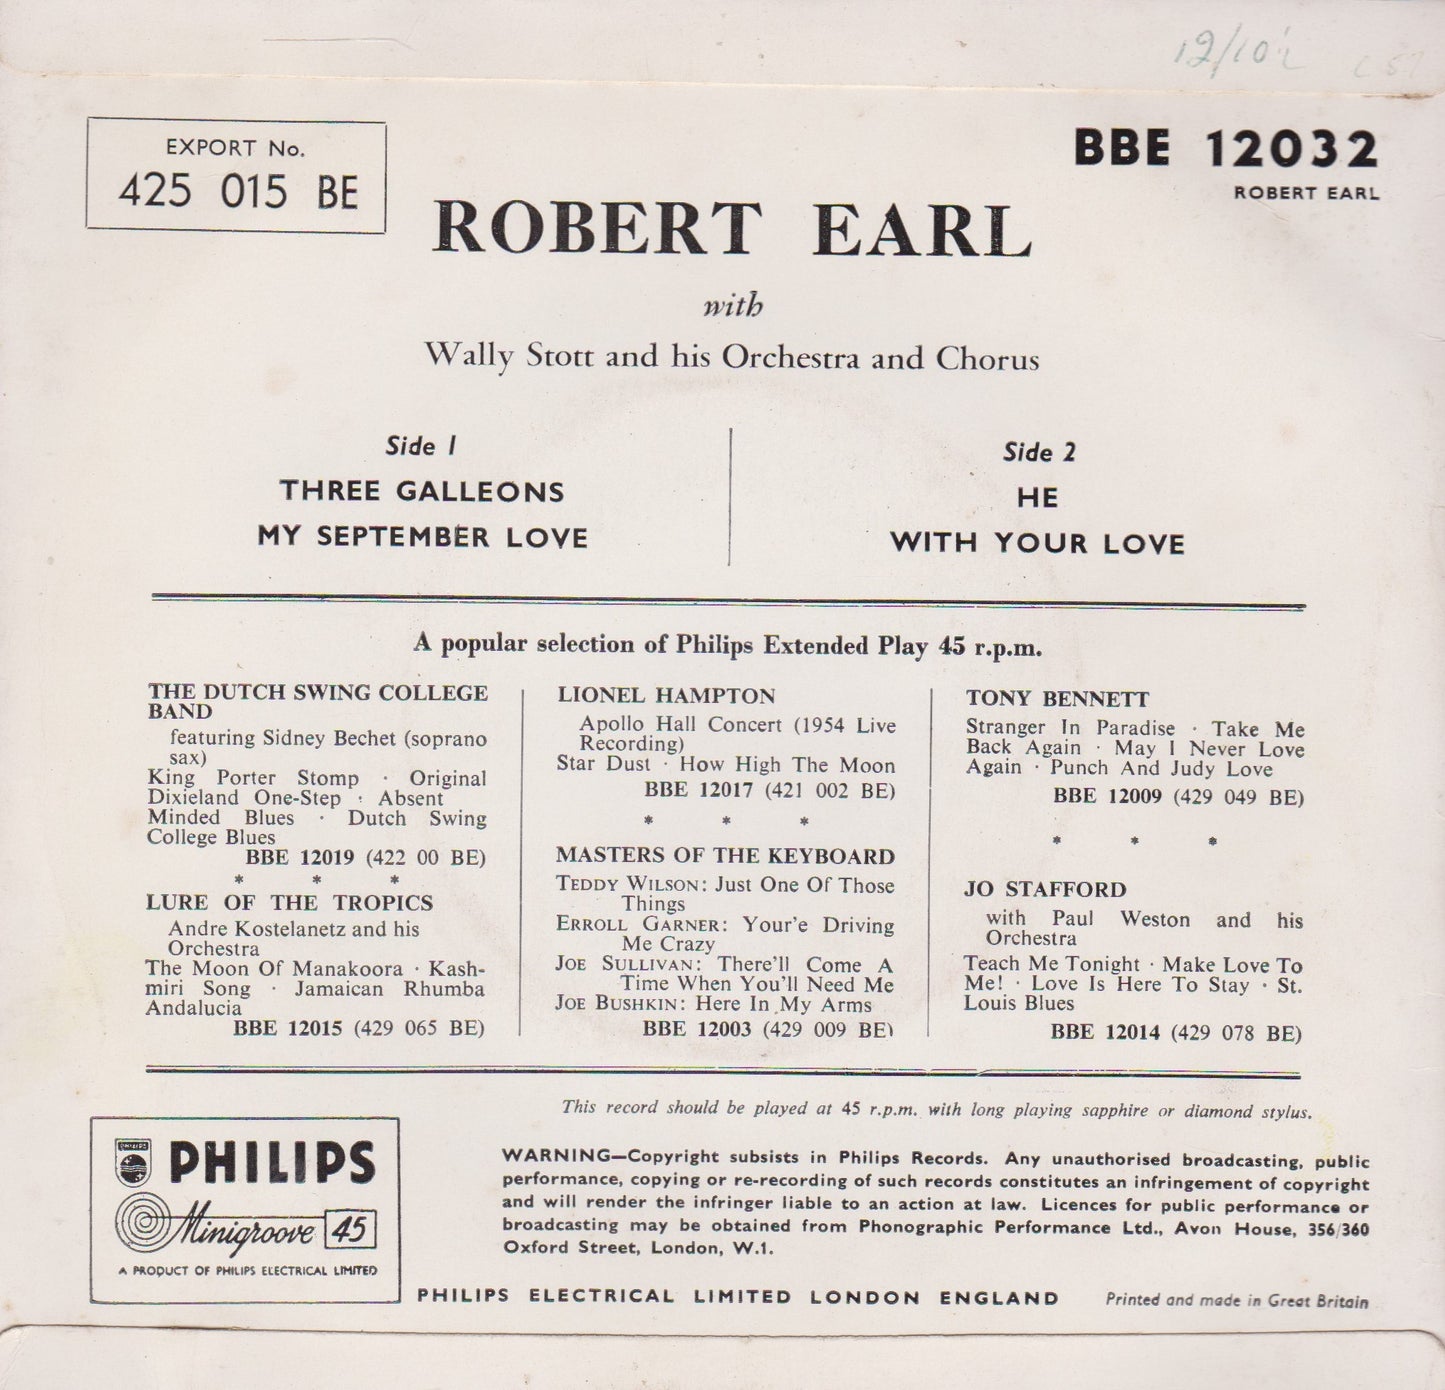 12/10
EXPORT No.
425 015 BE
BBE 12032
ROBERT EARL
ROBERT EARL
with
Wally Stott and his Orchestra and Chorus
Side 1
THREE GALLEONS
MY SEPTEMBER LOVE
Side 2
HE
WITH YOUR LOVE
A popular selection of Philips Extended Play 45 r.p.m.
THE DUTCH SWING COLLEGE
BAND
featuring Sidney Bechet (soprano
sax)
King Porter Stomp · Original
Dixieland One-Step · Absent
Minded Blues · Dutch Swing
College Blues
BBE 12019 (422 00 BE)
* * *
LURE OF THE TROPICS
Andre Kostelanetz and his
Orchestra
The Moon Of Manakoora · Kash-
miri Song · Jamaican Rhumba
Andalucia
BBE 12015 (429 065 BE)
LIONEL HAMPTON
Apollo Hall Concert (1954 Live
Recording)
Star Dust · How High The Moon
BBE 12017 (421 002 BE)
* * *
MASTERS OF THE KEYBOARD
TEDDY WILSON: Just One Of Those
Things
ERROLL GARNER: Your'e Driving
Me Crazy
JOE SULLIVAN: There'll Come A
Time When You'll Need Me
JOE BUSHKIN: Here In My Arms
BBE 12003 (429 009 BE)
TONY BENNETT
Stranger In Paradise · Take Me
Back Again · May I Never Love
Again · Punch And Judy Love
BBE 12009 (429 049 BE)
* * *
JO STAFFORD
with Paul Weston and his
Orchestra
Teach Me Tonight · Make Love To
Me! · Love Is Here To Stay · St.
Louis Blues
BBE 12014 (429 078 BE)
This record should be played at 45 r.p.m. with long playing sapphire or diamond stylus.
PHILIPS
PHILIPS
Minigroove 45
A PRODUCT OF PHILIPS ELECTRICAL LIMITED
WARNING—Copyright subsists in Philips Records. Any unauthorised broadcasting, public
performance, copying or re-recording of such records constitutes an infringement of copyright
and will render the infringer liable to an action at law. Licences for public performance or
broadcasting may be obtained from Phonographic Performance Ltd., Avon House, 356/360
Oxford Street, London, W.1.
PHILIPS ELECTRICAL LIMITED LONDON ENGLAND
Printed and made in Great Britain